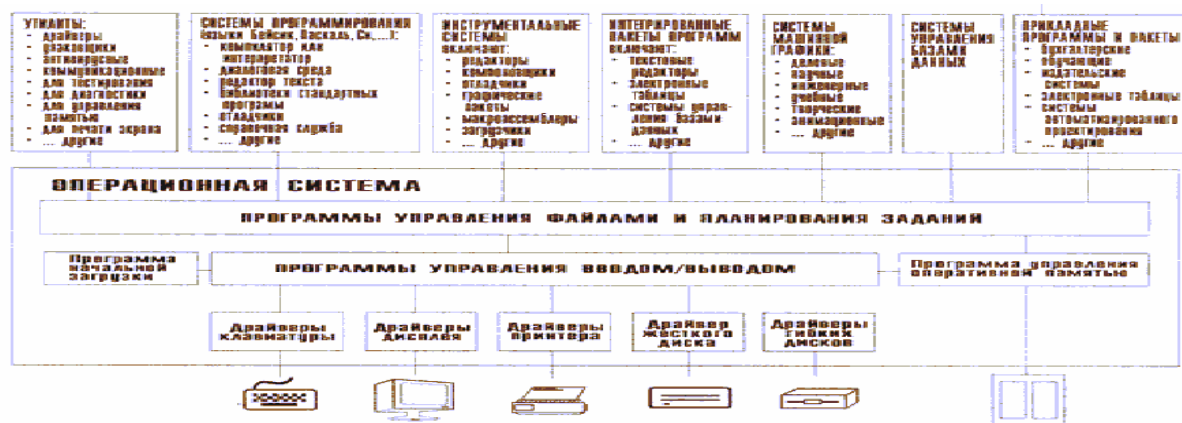 УТИЛИТЫ:
- драйверы
- упаковщики
- антивирусные
- коммуникационные
- для тестирования
- для диагностики
- для управления
памятью
- для печати экрана
- .... другие
СИСТЕМЫ ПРОГРАММИРОВАНИЯ
(языки Бейсик, Паскаль, Си,...):
- компилятор или
интерпретатор
- диалоговая среда
- редактор текста
- библиотеки стандартных
программ
- отладчики
- справочная служба
- .... другие
ИНСТРУМЕНТАЛЬНЫЕ
СИСТЕМЫ
включают:
- редакторы
- компоновщики
- отладчики
- графические
пакеты
- макроассемблеры
- загрузчики
- ... другие
ИНТЕГРИРОВАННЫЕ
ПАКЕТЫ ПРОГРАММ
включают:
- текстовые
редакторы
- электронные
таблицы
- системы управ-
ления базами
данных
- ... другие
СИСТЕМЫ
МАШИННОЙ
ГРАФИКИ:
- деловые
- научные
- инженерные
- учебные
- творческие
- анимационные
- ... другие
СИСТЕМЫ
УПРАВЛЕНИЯ
БАЗАМИ
ДАННЫХ
ПРИКЛАДНЫЕ
ПРОГРАММЫ И ПАКЕТЫ
- бухгалтерские
- обучающие
- издательские
системы
- электронные таблицы
- системы
автоматизированного
проектирования
- ... другие
ОПЕРАЦИОННАЯ СИСТЕМА
ПРОГРАММЫ УПРАВЛЕНИЯ ФАЙЛАМИ И ПЛАНИРОВАНИЯ ЗАДАНИЙ
Программа
начальной
загрузки
ПРОГРАММЫ УПРАВЛЕНИЯ ВВОДОМ/ВЫВОДОМ
Программа управления
оперативной памятью
Драйверы
клавиатуры
Драйверы
дисплея
Драйверы
принтера
Драйвер
жесткого
диска
Драйверы
гибких
дисков